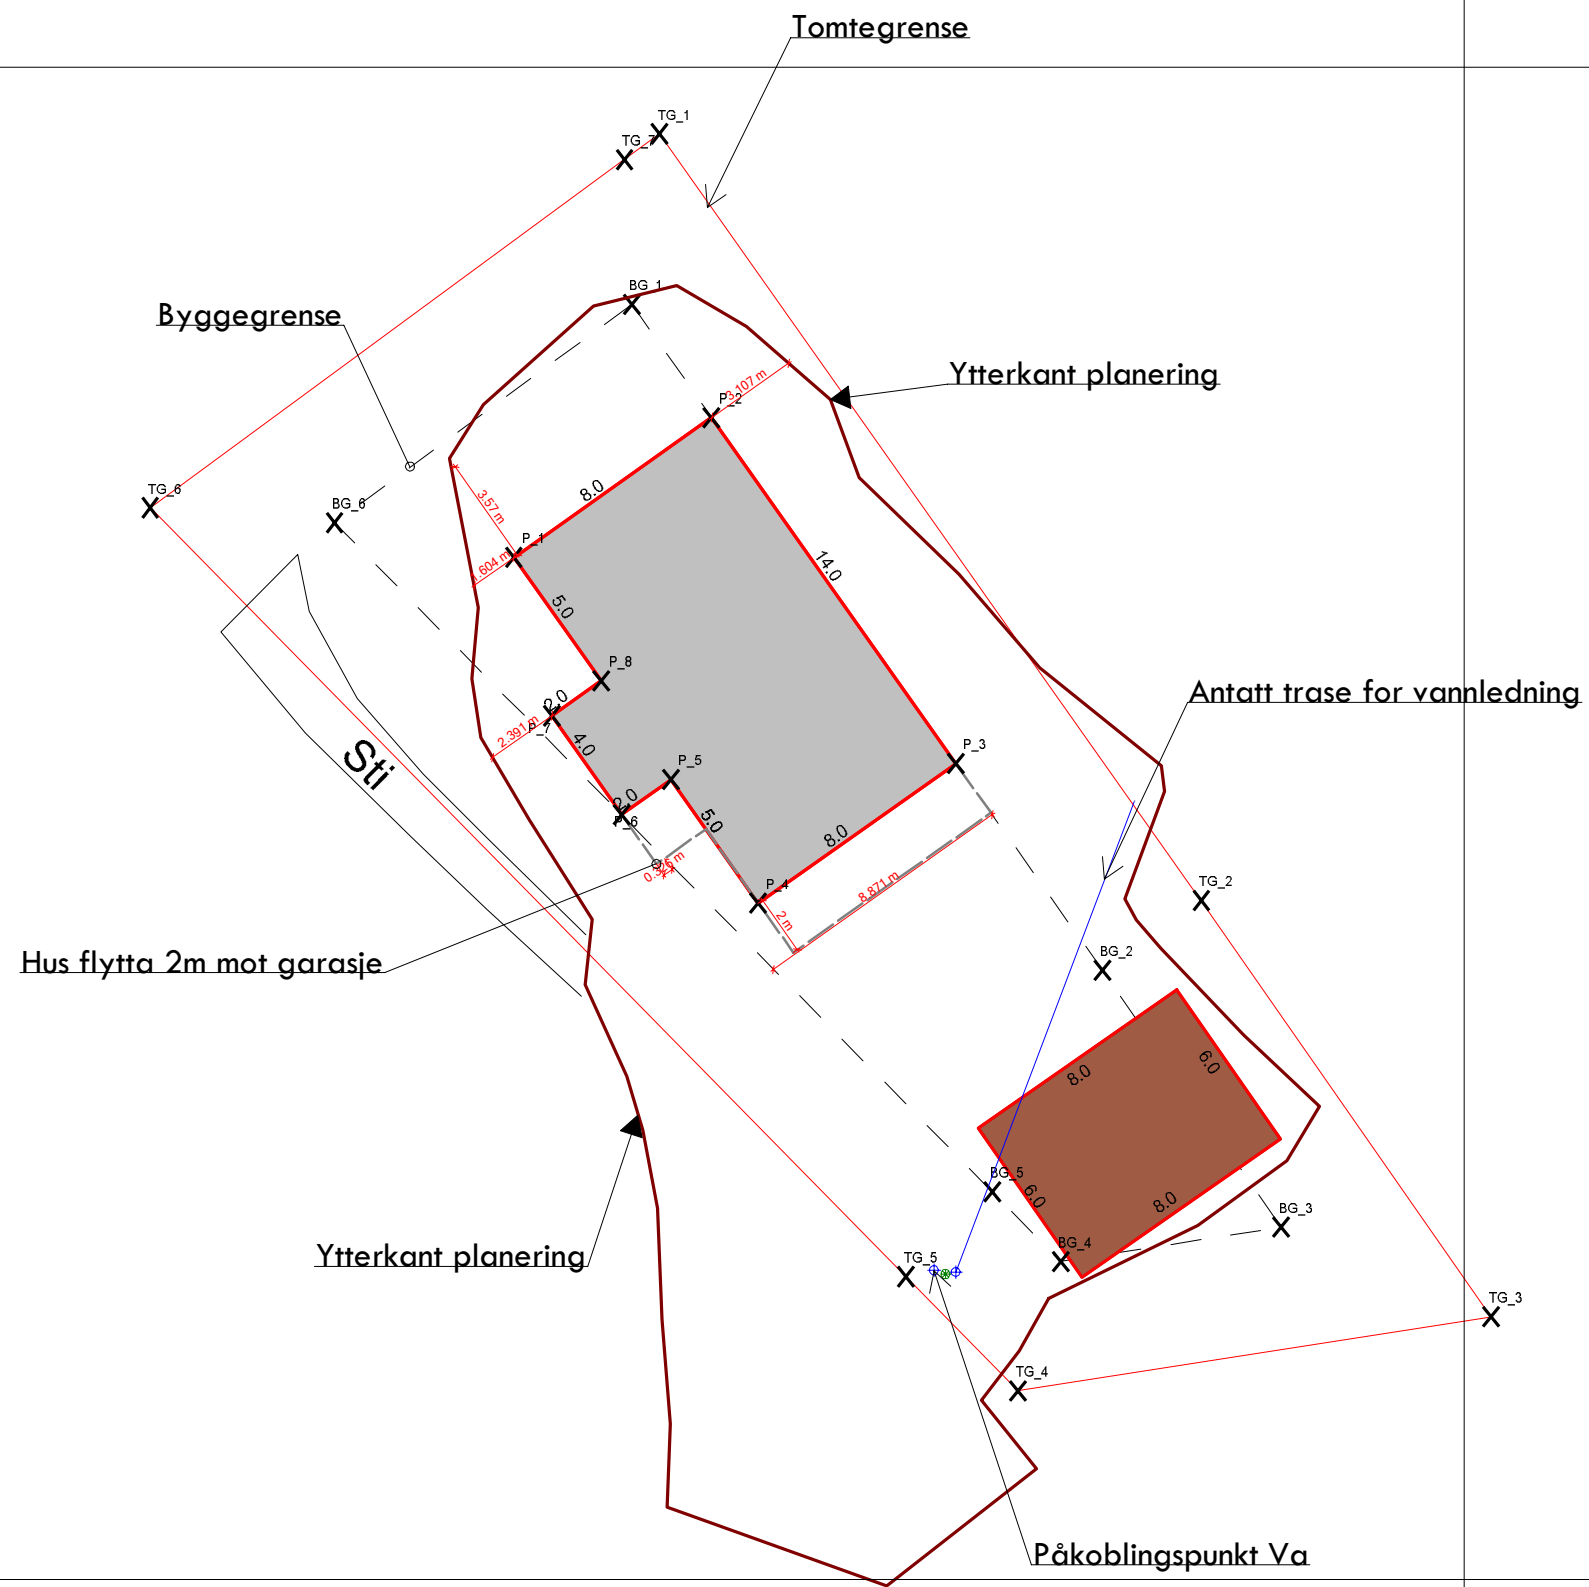 Tomtegrense
TG_1
TG_7
BG_1
Byggegrense
Ytterkant planering
3.107 m
P_2
TG_6
BG_6
3.57 m
8.0
P_1
1.604 m
14.0
5.0
P_8
2.0
P_7
2.391 m
4.0
Antatt trase for vannledning
Sti
P_3
P_5
2.0
P_6
5.0
8.0
0.326 m
P_4
8.871 m
2 m
TG_2
Hus flytta 2m mot garasje
BG_2
8.0
6.0
BG_5
6.0
8.0
BG_3
BG_4
Ytterkant planering
TG_5
TG_3
TG_4
Påkoblingspunkt Va